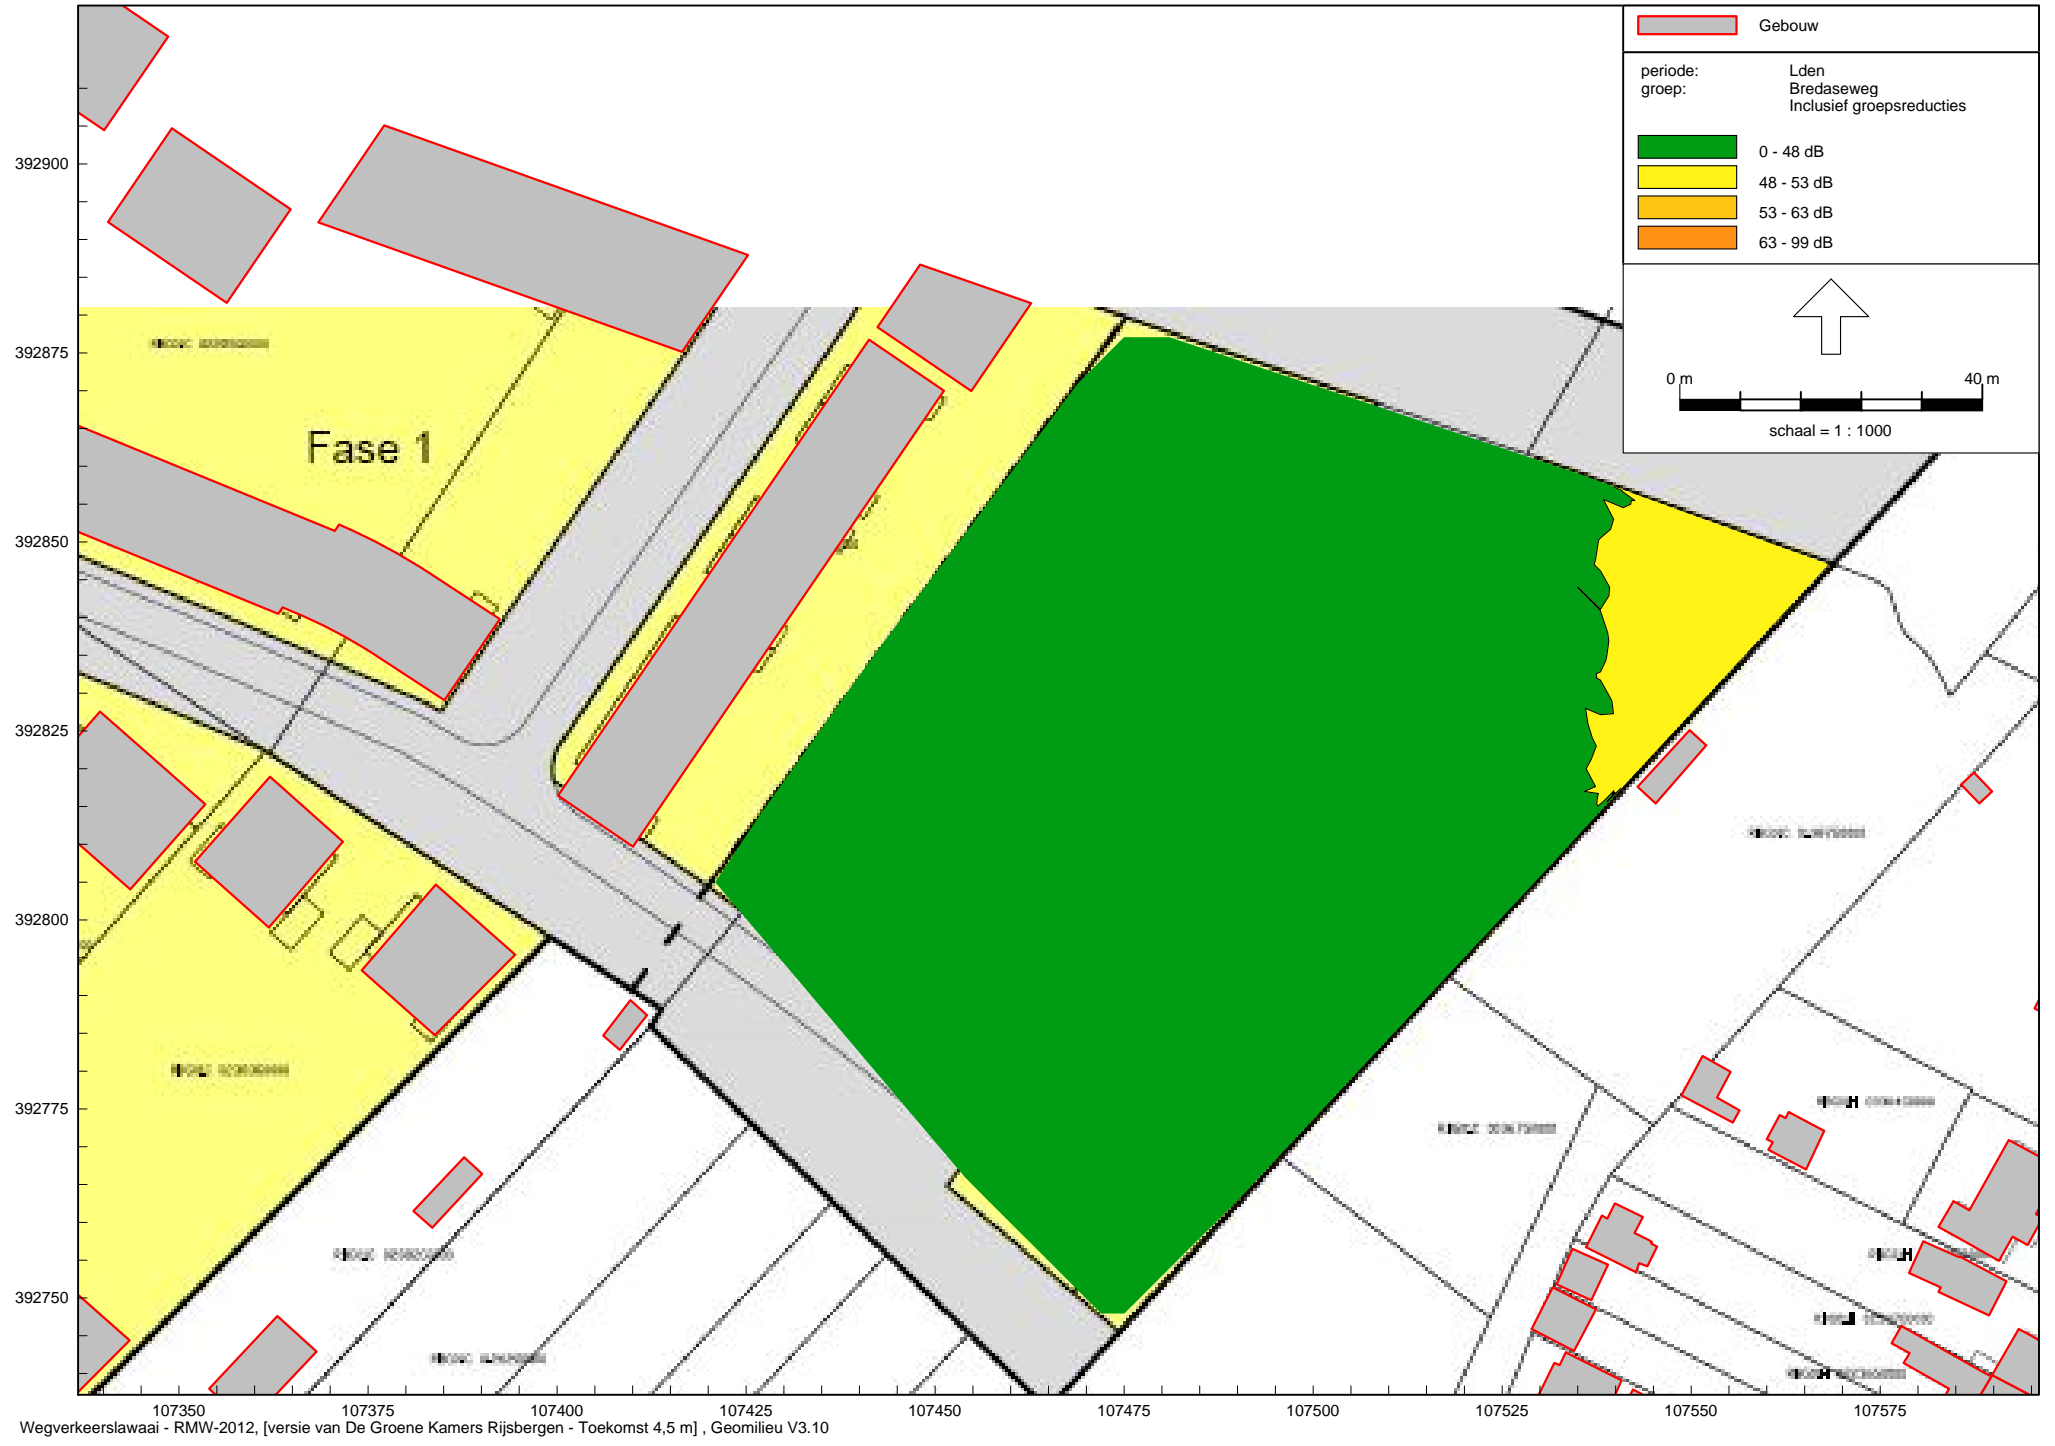 Gebouw
periode: Lden
groep: Bredaseweg
Inclusief groepsreducties
0 - 48 dB
48 - 53 dB
53 - 63 dB
63 - 99 dB
0 m 40 m
schaal = 1 : 1000
392900
392875
392850
392825
392800
392775
392750
Fase 1
107350 107375 107400 107425 107450 107475 107500 107525 107550 107575
Wegverkeerslawaai - RMW-2012, [versie van De Groene Kamers Rijsbergen - Toekomst 4,5 m] , Geomilieu V3.10